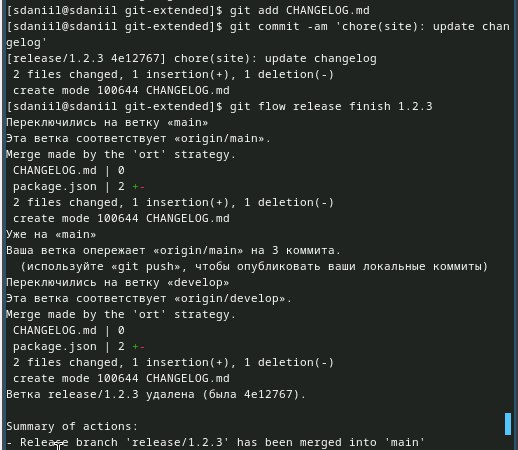 [sdaniil@sdaniil git-extended]$ git add CHANGELOG.md
[sdaniil@sdaniil git-extended]$ git commit -am 'chore(site): update chan
gelog'
[release/1.2.3 4e12767] chore(site): update changelog
 2 files changed, 1 insertion(+), 1 deletion(-)
 create mode 100644 CHANGELOG.md
[sdaniil@sdaniil git-extended]$ git flow release finish 1.2.3
Переключились на ветку «main»
Эта ветка соответствует «origin/main».
Merge made by the 'ort' strategy.
 CHANGELOG.md | 0
 package.json | 2 +-
 2 files changed, 1 insertion(+), 1 deletion(-)
 create mode 100644 CHANGELOG.md
Уже на «main»
Ваша ветка опережает «origin/main» на 3 коммита.
  (используйте «git push», чтобы опубликовать ваши локальные коммиты)
Переключились на ветку «develop»
Эта ветка соответствует «origin/develop».
Merge made by the 'ort' strategy.
 CHANGELOG.md | 0
 package.json | 2 +-
 2 files changed, 1 insertion(+), 1 deletion(-)
 create mode 100644 CHANGELOG.md
Ветка release/1.2.3 удалена (была 4e12767).

Summary of actions:
- Release branch 'release/1.2.3' has been merged into 'main'